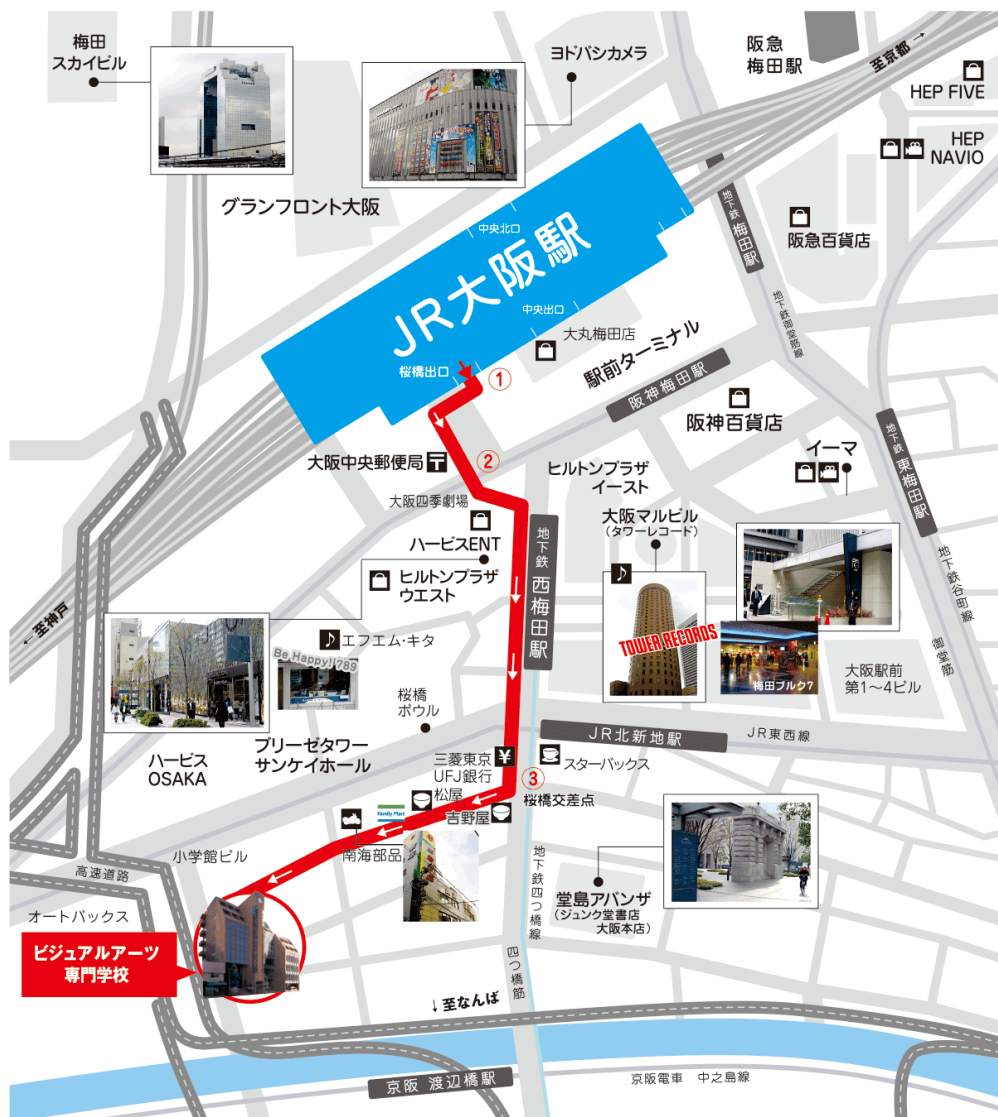 梅田
スカイビル
ヨドバシカメラ
阪急
梅田駅
至京都 →
HEP FIVE
HEP
NAVIO
グランフロント大阪
中央北口
地下鉄 梅田駅
阪急百貨店
JR大阪駅
中央出口
地下鉄御堂筋線
大丸梅田店
桜橋出口
①
駅前ターミナル
阪神梅田駅
阪神百貨店
大阪中央郵便局
②
ヒルトンプラザ
イースト
イーマ
地下鉄 東梅田駅
大阪四季劇場
大阪マルビル
(タワーレコード)
ハービスENT
地下鉄 西梅田駅
ヒルトンプラザ
ウエスト
地下鉄谷町線
← 至神戸
エフエム・キタ
Be Happy! 789
TOWER RECORDS
梅田ブルク7
御堂筋
大阪駅前
第1～4ビル
桜橋
ボウル
JR北新地駅
JR東西線
ハービス
OSAKA
ブリーゼタワー
サンケイホール
三菱東京
UFJ銀行
¥
スターバックス
③
桜橋交差点
松屋
Family Mart
吉野屋
小学館ビル
南海部品
高速道路
地下鉄四つ橋線
堂島アバンザ
(ジュンク堂書店
大阪本店)
オートバックス
ビジュアルアーツ
専門学校
四つ橋筋
↓ 至なんば
京阪 渡辺橋駅
京阪電車 中之島線